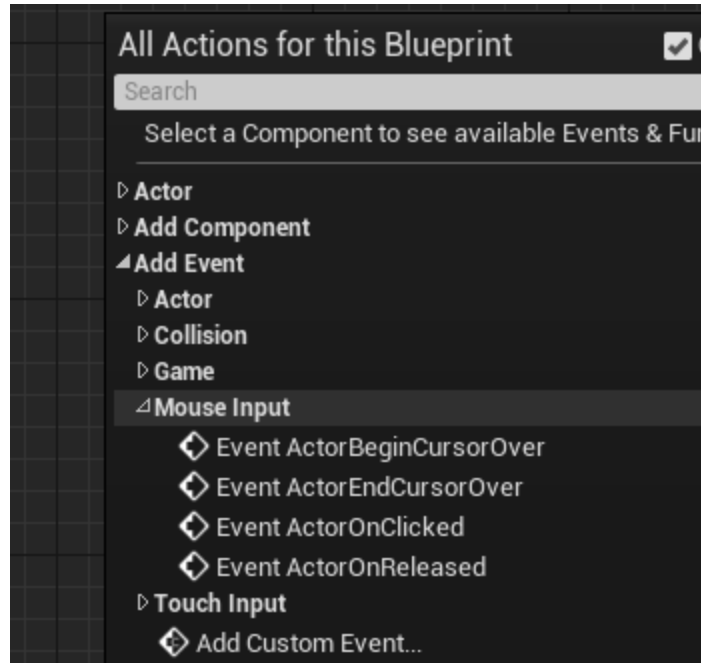 All Actions for this Blueprint
Search
Select a Component to see available Events & Fun
Actor
Add Component
Add Event
Actor
Collision
Game
Mouse Input
Event ActorBeginCursorOver
Event ActorEndCursorOver
Event ActorOnClicked
Event ActorOnReleased
Touch Input
Add Custom Event...